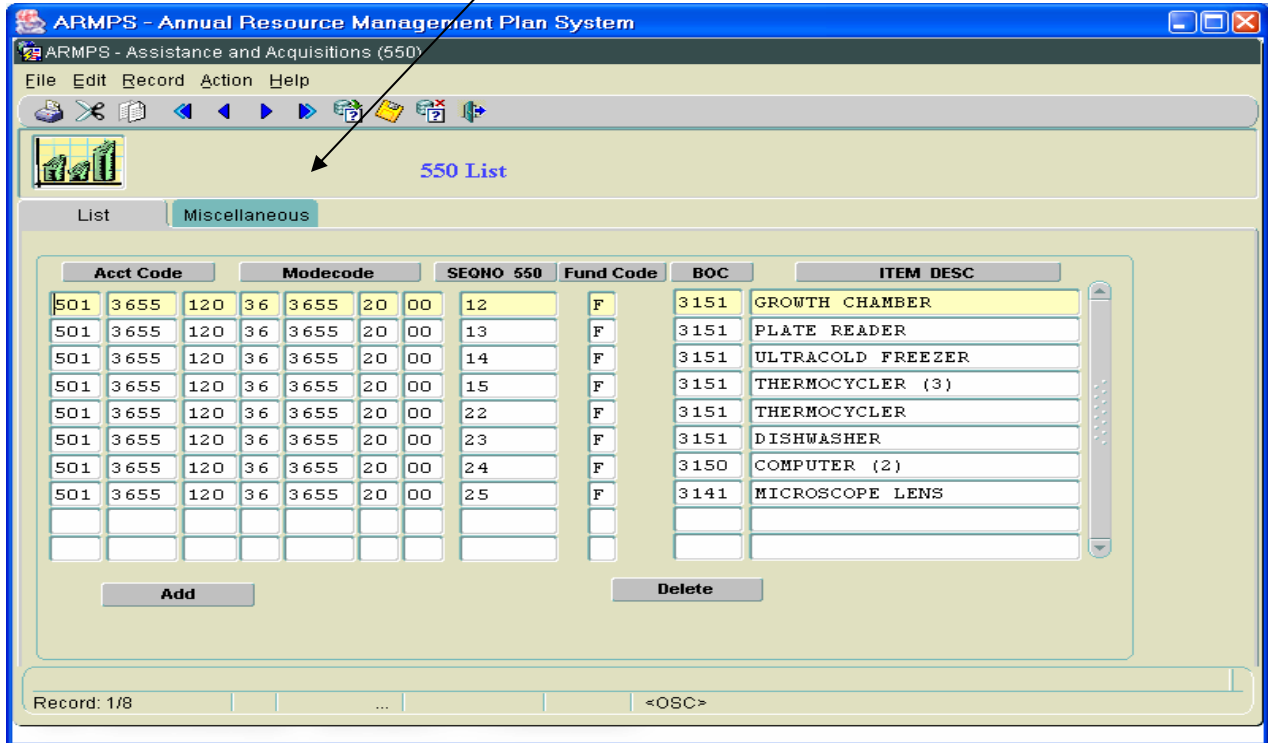 ARMPS - Annual Resource Management Plan System
ARMPS - Assistance and Acquisitions (550)
File Edit Record Action Help
550 List
List Miscellaneous
Acct Code Modecode SEQNO 550 Fund Code BOC ITEM DESC
501 3655 120 36 3655 20 00 12 F 3151 GROWTH CHAMBER
501 3655 120 36 3655 20 00 13 F 3151 PLATE READER
501 3655 120 36 3655 20 00 14 F 3151 ULTRACOLD FREEZER
501 3655 120 36 3655 20 00 15 F 3151 THERMOCYCLER (3)
501 3655 120 36 3655 20 00 22 F 3151 THERMOCYCLER
501 3655 120 36 3655 20 00 23 F 3151 DISHWASHER
501 3655 120 36 3655 20 00 24 F 3150 COMPUTER (2)
501 3655 120 36 3655 20 00 25 F 3141 MICROSCOPE LENS
Add Delete
Record: 1/8 ... <OSC>